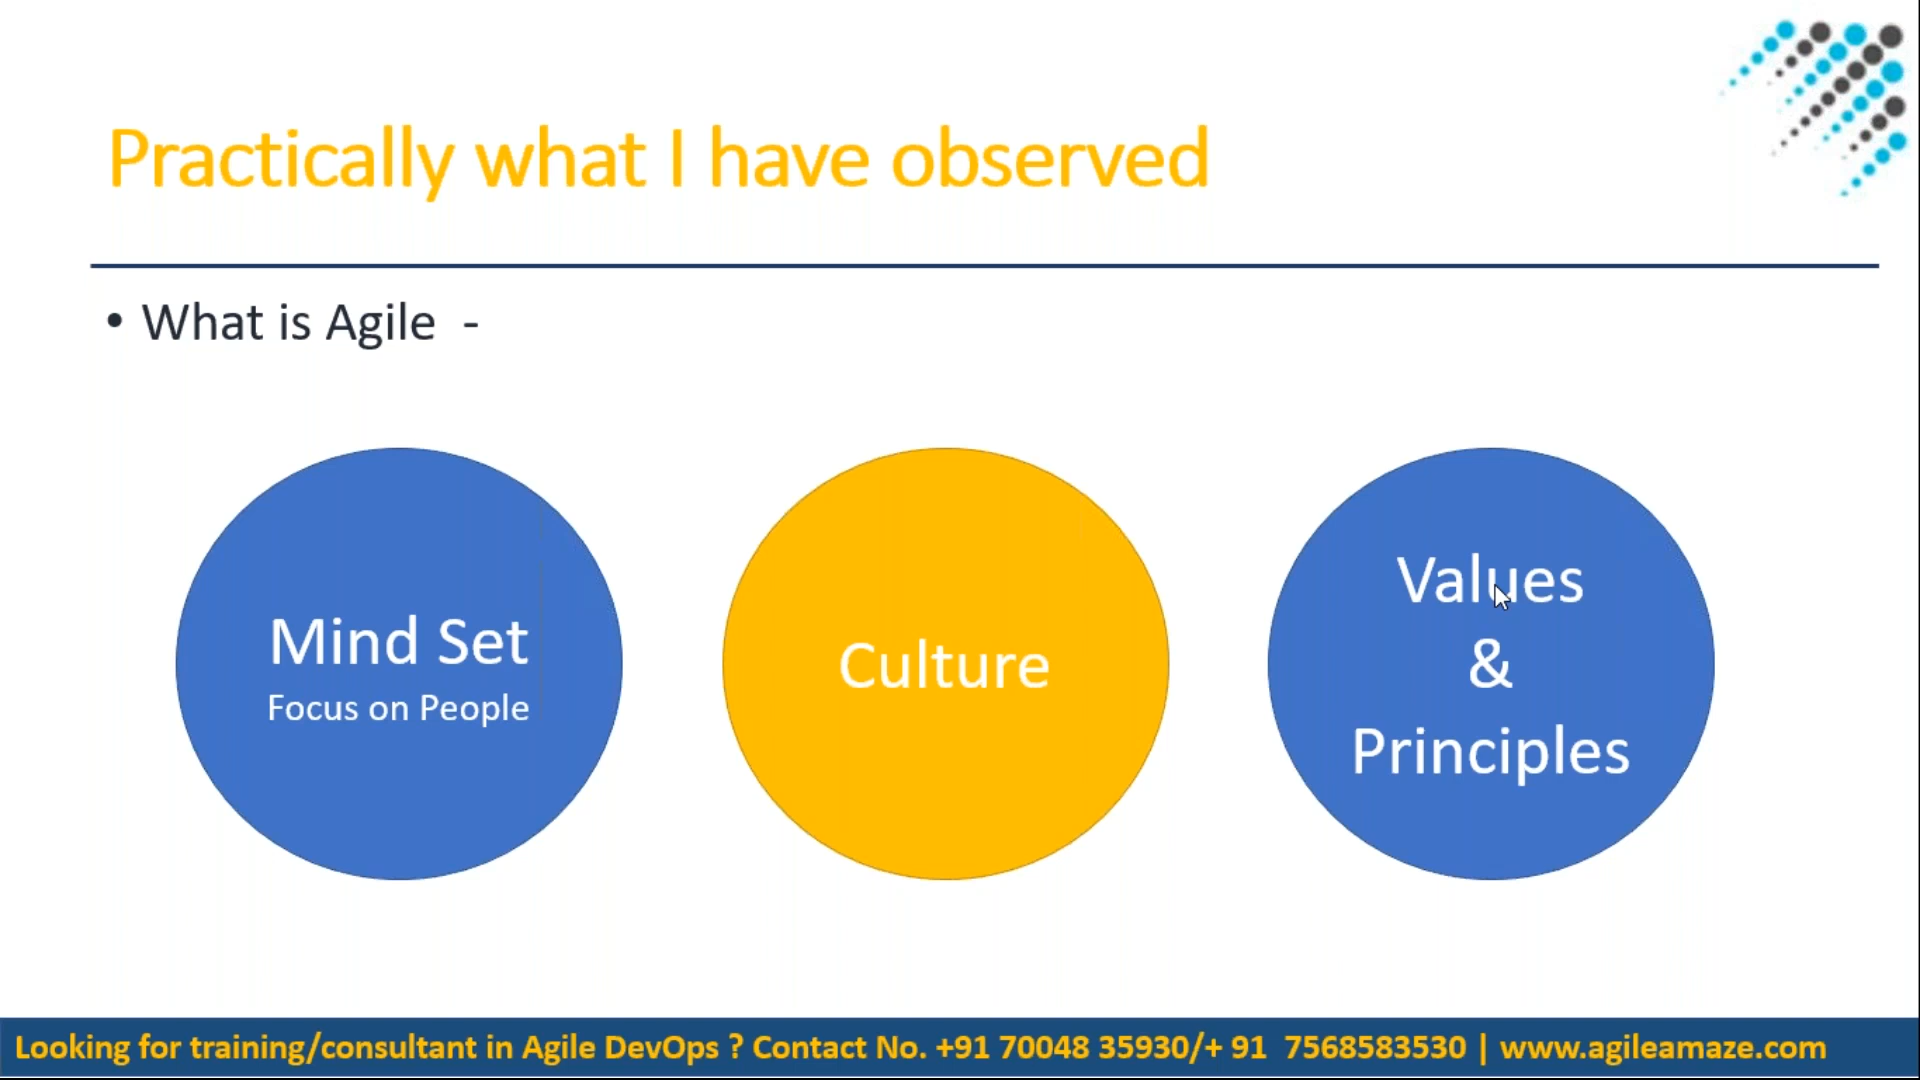 Practically what I have observed
• What is Agile -
Mind Set
Focus on People
Culture
Values
&
Principles
Looking for training/consultant in Agile DevOps ? Contact No. +91 70048 35930/+ 91 7568583530 | www.agileamaze.com